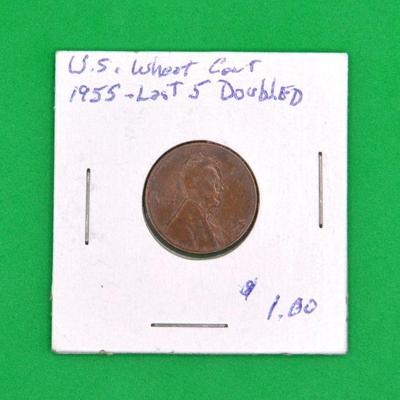 U.S. Wheat Cent
1955-Last 5 DoublED
$ 1.00